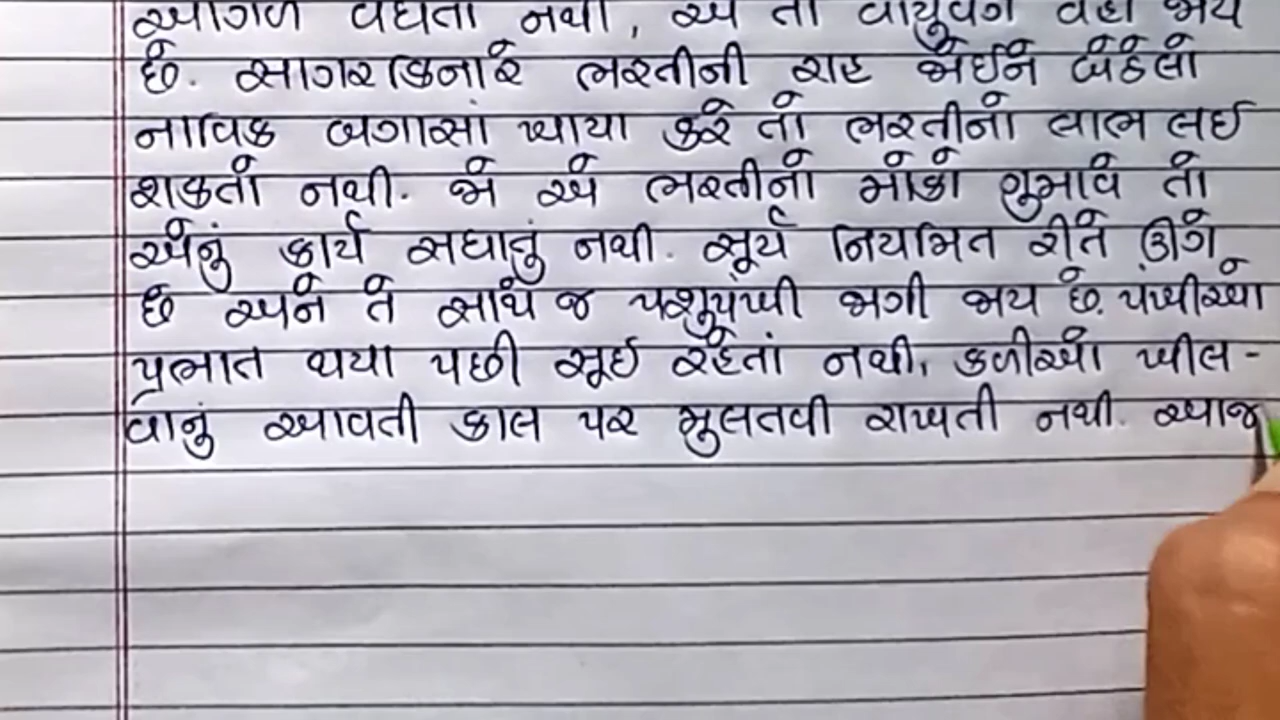 આગળ વધતા નથી, એ તો વાયુવેગે વહી જાય
છે. સાગરકિનારે ભરતીની રાહ જોઈને બેઠેલો
નાવિક બગાસાં ખાયા કરે તો ભરતીનો લાભ લઈ
શકતો નથી. જો એ ભરતીનો મોકો ગુમાવે તો
એનું કાર્ય સધાતું નથી. સૂર્ય નિયમિત રીતે ઊગે
છે અને તે સાથે જ પશુપંખી જાગી જાય છે. પંખીઓ
પ્રભાત થયા પછી સૂઈ રહેતાં નથી, કળીઓ ખીલ-
વાનું આવતી કાલ પર મુલતવી રાખતી નથી. આજ